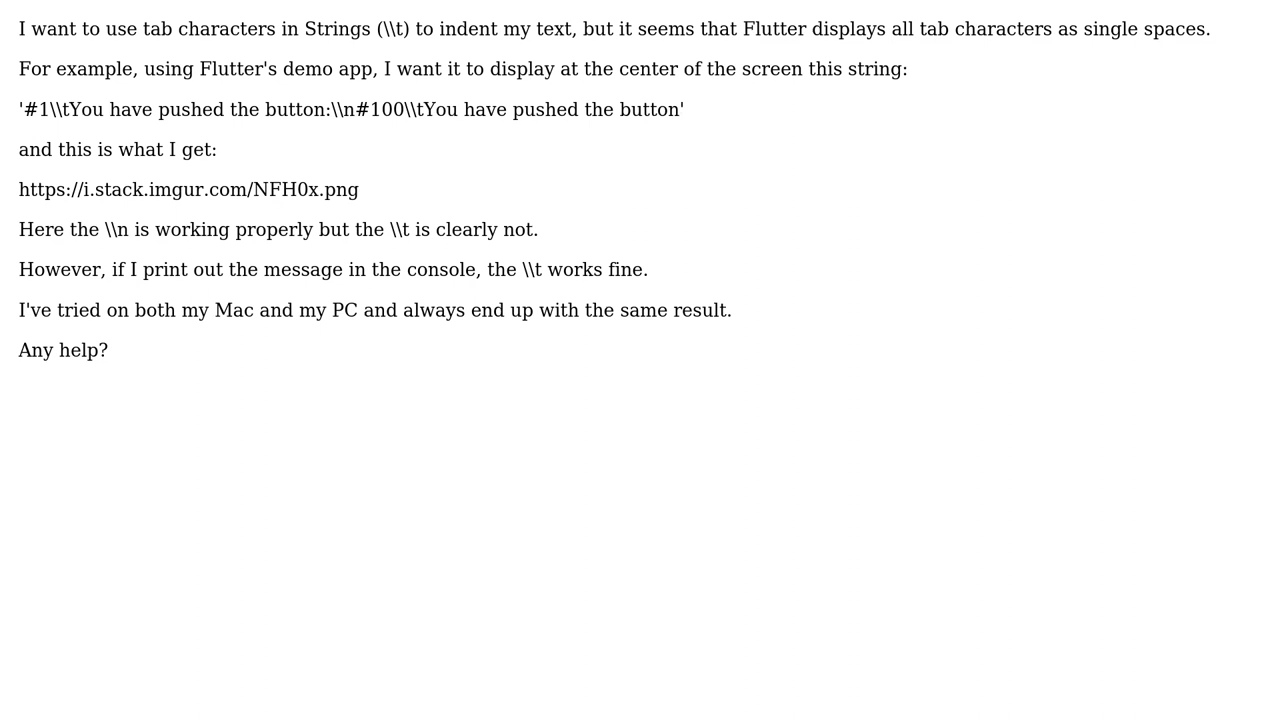 I want to use tab characters in Strings (\\t) to indent my text, but it seems that Flutter displays all tab characters as single spaces.
For example, using Flutter's demo app, I want it to display at the center of the screen this string:
'#1\\tYou have pushed the button:\\n#100\\tYou have pushed the button'
and this is what I get:
https://i.stack.imgur.com/NFH0x.png
Here the \\n is working properly but the \\t is clearly not.
However, if I print out the message in the console, the \\t works fine.
I've tried on both my Mac and my PC and always end up with the same result.
Any help?